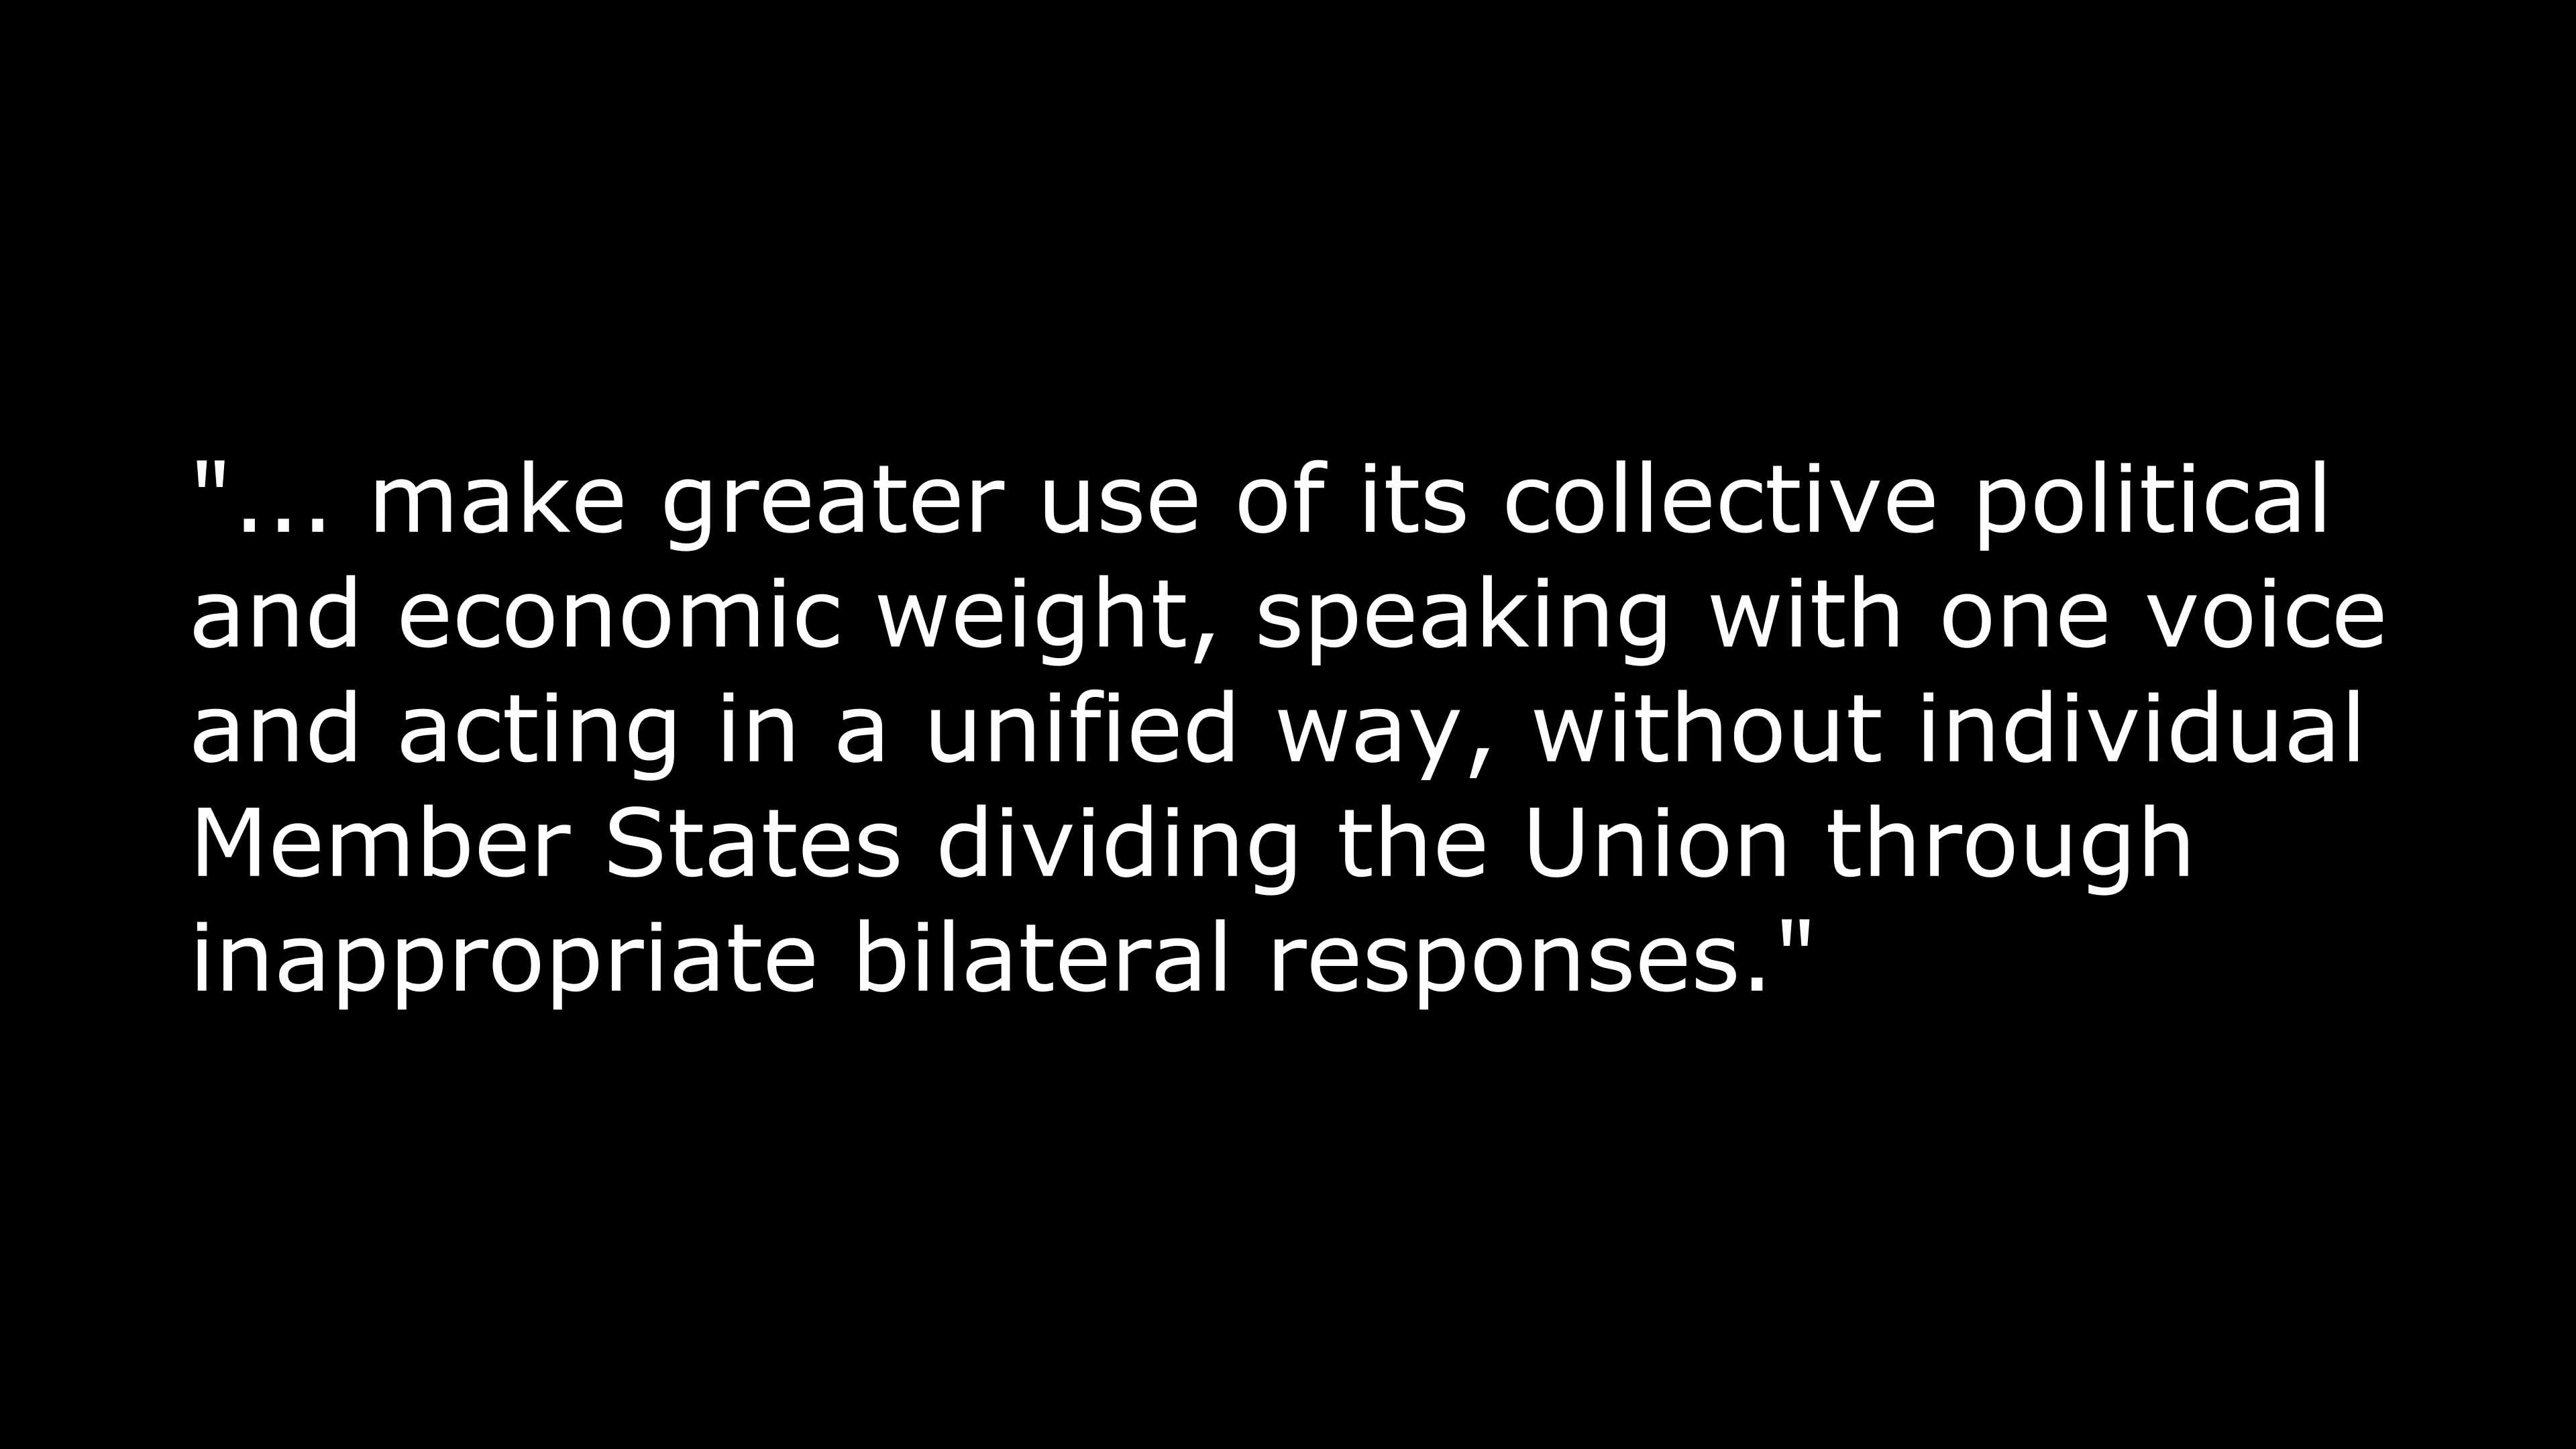 "... make greater use of its collective political
and economic weight, speaking with one voice
and acting in a unified way, without individual
Member States dividing the Union through
inappropriate bilateral responses."